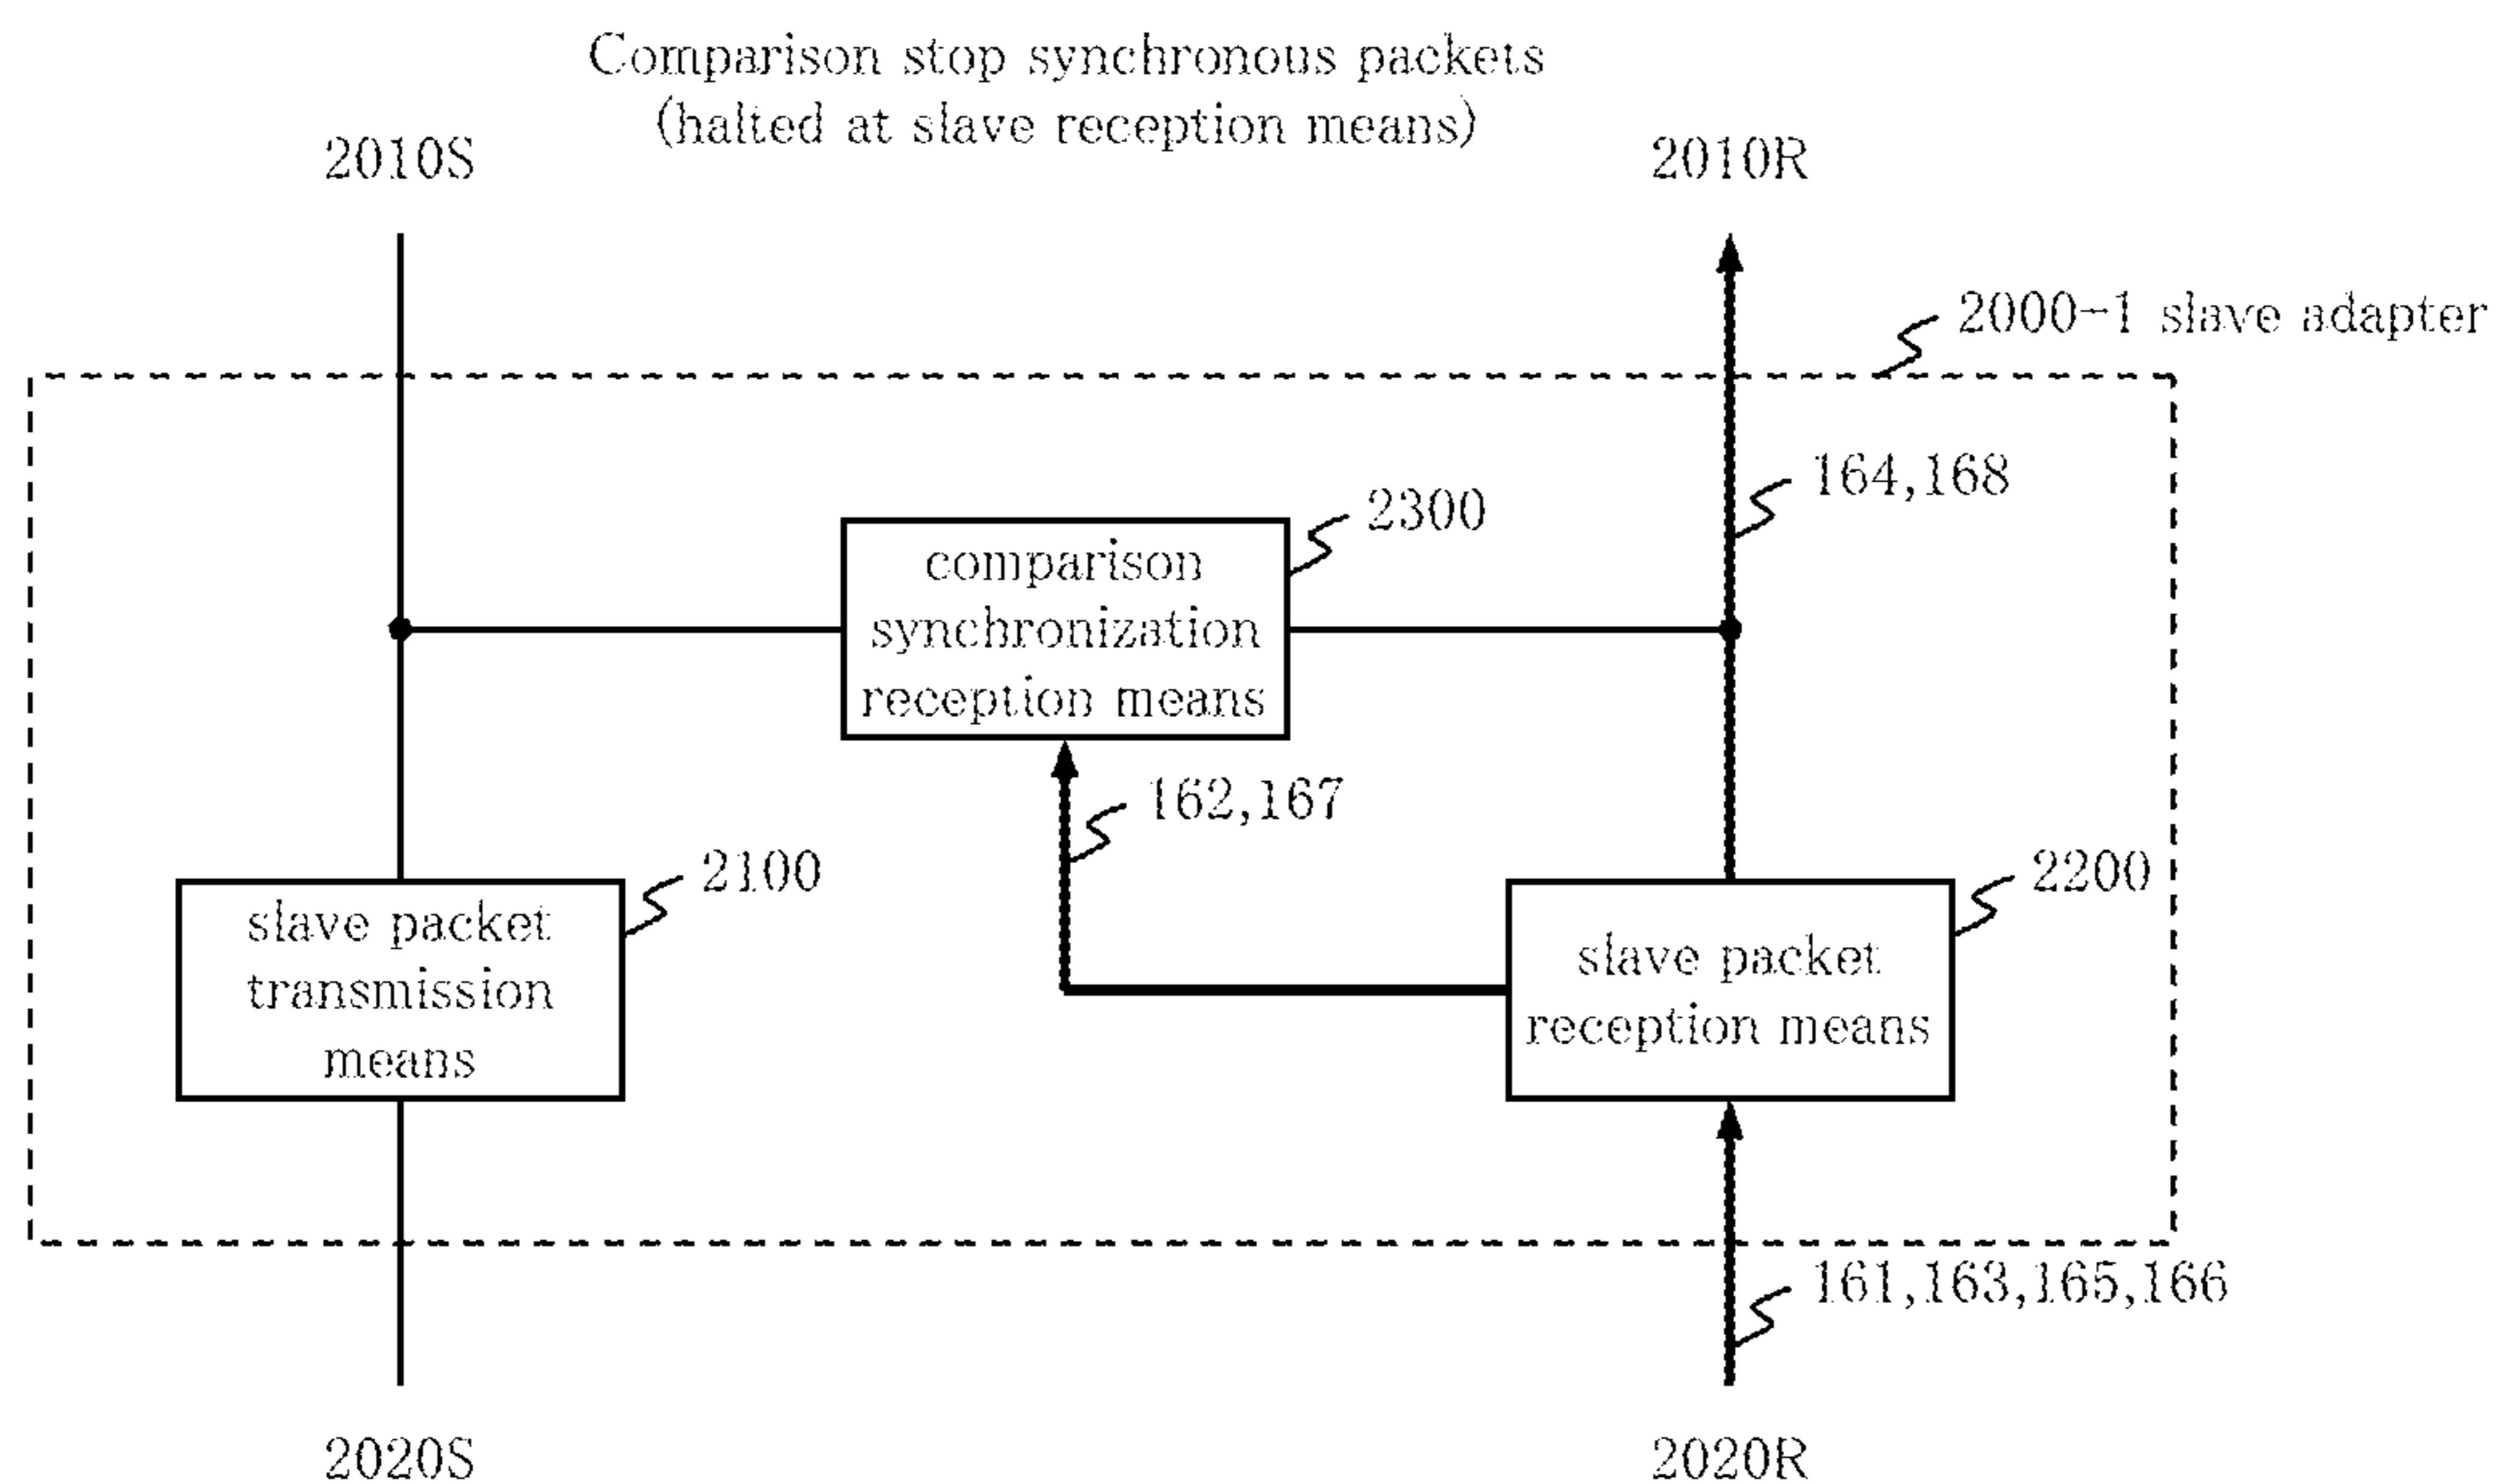 Comparison stop synchronous packets
(halted at slave reception means)
2010S
2010R
2000-1 slave adapter
164,168
2300
comparison
synchronization
reception means
162,167
2100
2200
slave packet
transmission
means
slave packet
reception means
161,163,165,166
2020S
2020R